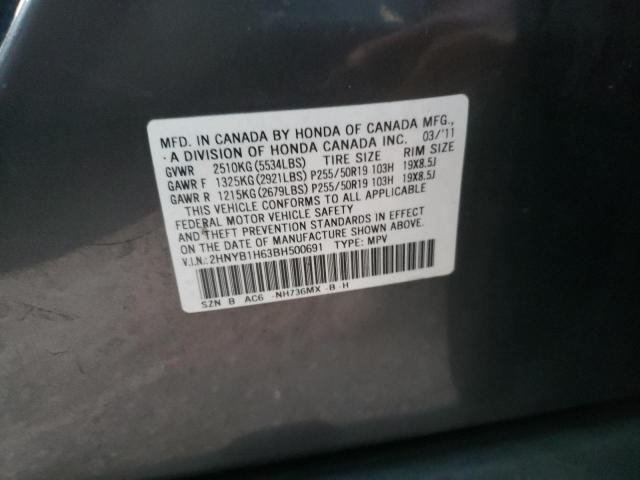 MFD. IN CANADA BY HONDA OF CANADA MFG.,
A DIVISION OF HONDA CANADA INC. 03/'11
GVWR 2510KG(5534LBS) TIRE SIZE RIM SIZE
GAWR F 1325KG(2921LBS) P255/50R19 103H 19X8.5J
GAWR R 1215KG(2679LBS) P255/50R19 103H 19X8.5J
THIS VEHICLE CONFORMS TO ALL APPLICABLE
FEDERAL MOTOR VEHICLE SAFETY
AND THEFT PREVENTION STANDARDS IN EFFECT
ON THE DATE OF MANUFACTURE SHOWN ABOVE.
V.I.N.:2HNYB1H63BH500691 TYPE: MPV
SZN B AC6 -NH736MX -B -H